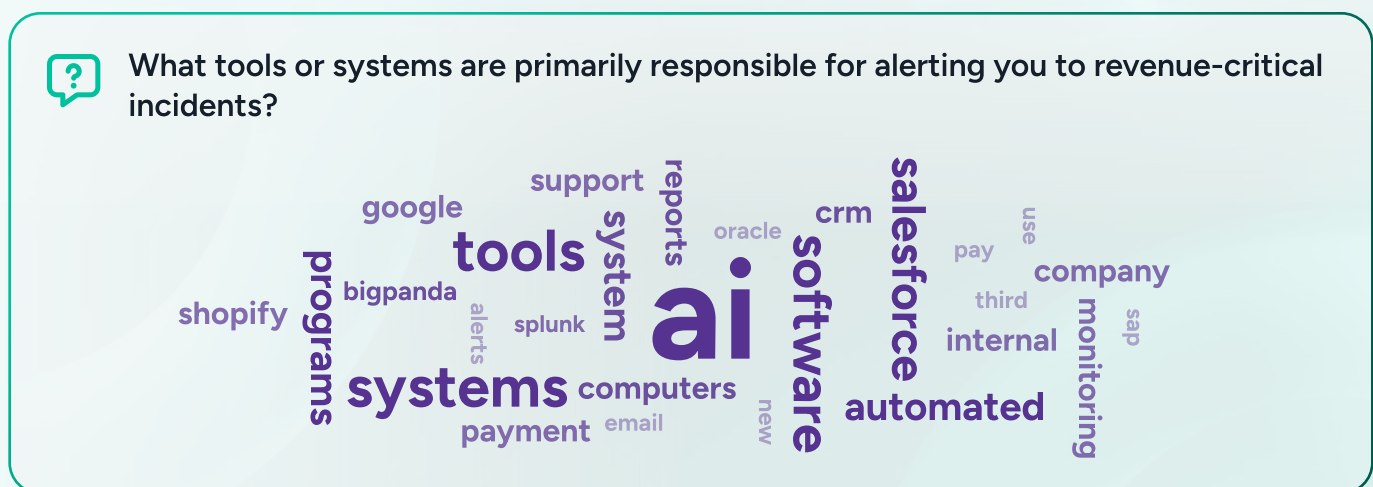 What tools or systems are primarily responsible for alerting you to revenue-critical
incidents?
support
reports
salesforce
google
crm
use
system
tools
oracle
software
pay
programs
company
bigpanda
ai
third
monitoring
shopify
alerts
splunk
sap
internal
systems
computers
automated
new
payment
email